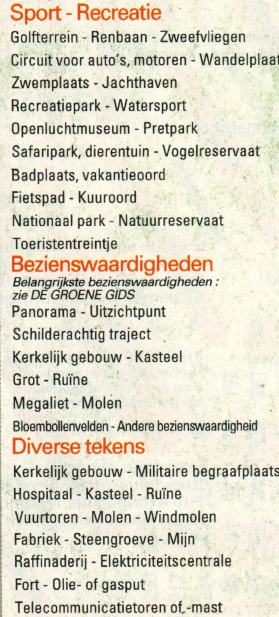 Sport - Recreatie
Golfterrein - Renbaan - Zweefvliegen
Circuit voor auto's, motoren - Wandelplaat
Zwemplaats - Jachthaven
Recreatiepark - Watersport
Openluchtmuseum - Pretpark
Safaripark, dierentuin - Vogelreservaat
Badplaats, vakantieoord
Fietspad - Kuuroord
Nationaal park - Natuurreservaat
Toeristentreintje
Bezienswaardigheden
Belangrijkste bezienswaardigheden :
zie DE GROENE GIDS
Panorama - Uitzichtpunt
Schilderachtig traject
Kerkelijk gebouw - Kasteel
Grot - Ruïne
Megaliet - Molen
Bloembollenvelden - Andere bezienswaardigheid
Diverse tekens
Kerkelijk gebouw - Militaire begraafplaats
Hospitaal - Kasteel - Ruïne
Vuurtoren - Molen - Windmolen
Fabriek - Steengroeve - Mijn
Raffinaderij - Elektriciteitscentrale
Fort - Olie- of gasput
Telecommunicatietoren of -mast